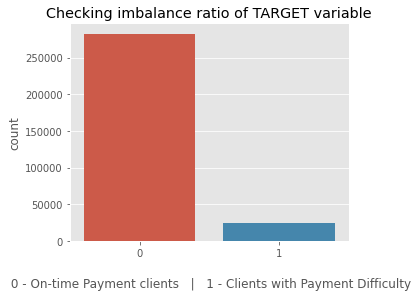 Checking imbalance ratio of TARGET variable
250000
200000
150000
100000
50000
0
count
0 1
0 - On-time Payment clients | 1 - Clients with Payment Difficulty